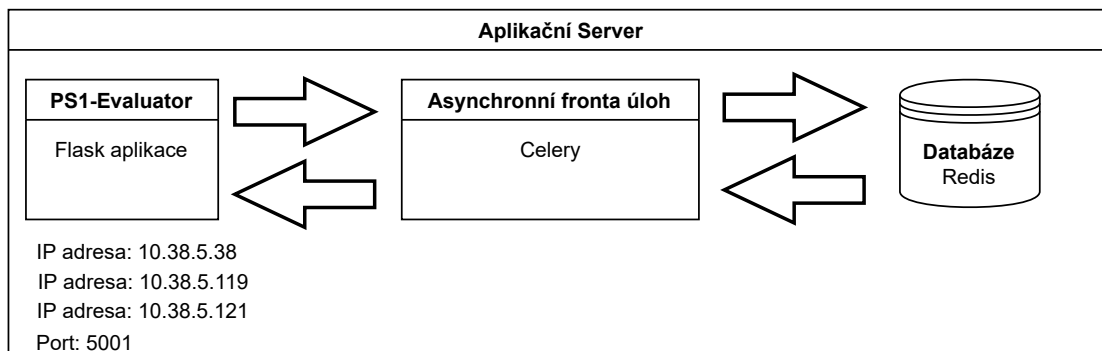 Aplikační Server
PS1-Evaluator
Flask aplikace
Asynchronní fronta úloh
Celery
Databáze
Redis
IP adresa: 10.38.5.38
IP adresa: 10.38.5.119
IP adresa: 10.38.5.121
Port: 5001